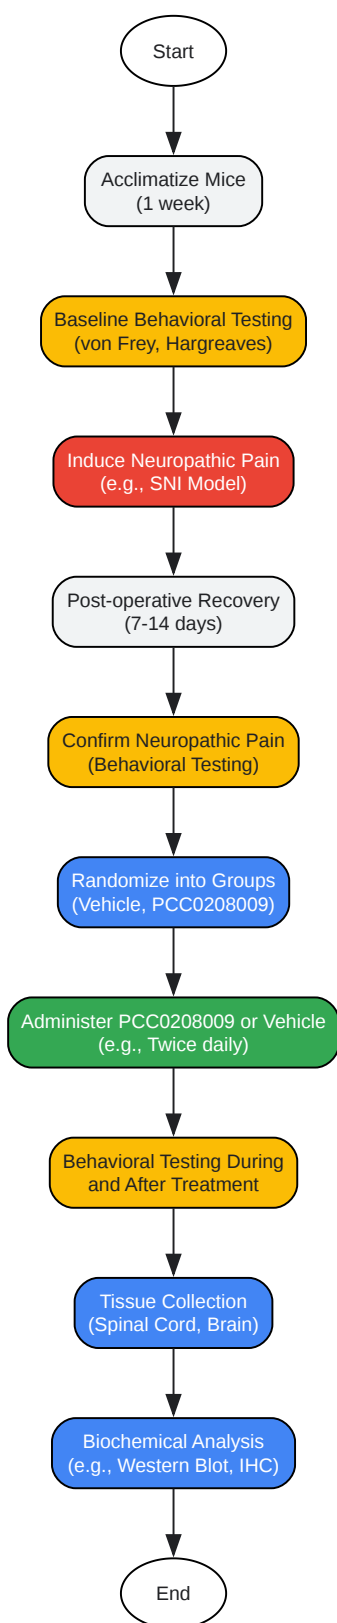 Start
Acclimatize Mice
(1 week)
Baseline Behavioral Testing
(von Frey, Hargreaves)
Induce Neuropathic Pain
(e.g., SNI Model)
Post-operative Recovery
(7-14 days)
Confirm Neuropathic Pain
(Behavioral Testing)
Randomize into Groups
(Vehicle, PCC0208009)
Administer PCC0208009 or Vehicle
(e.g., Twice daily)
Behavioral Testing During
and After Treatment
Tissue Collection
(Spinal Cord, Brain)
Biochemical Analysis
(e.g., Western Blot, IHC)
End